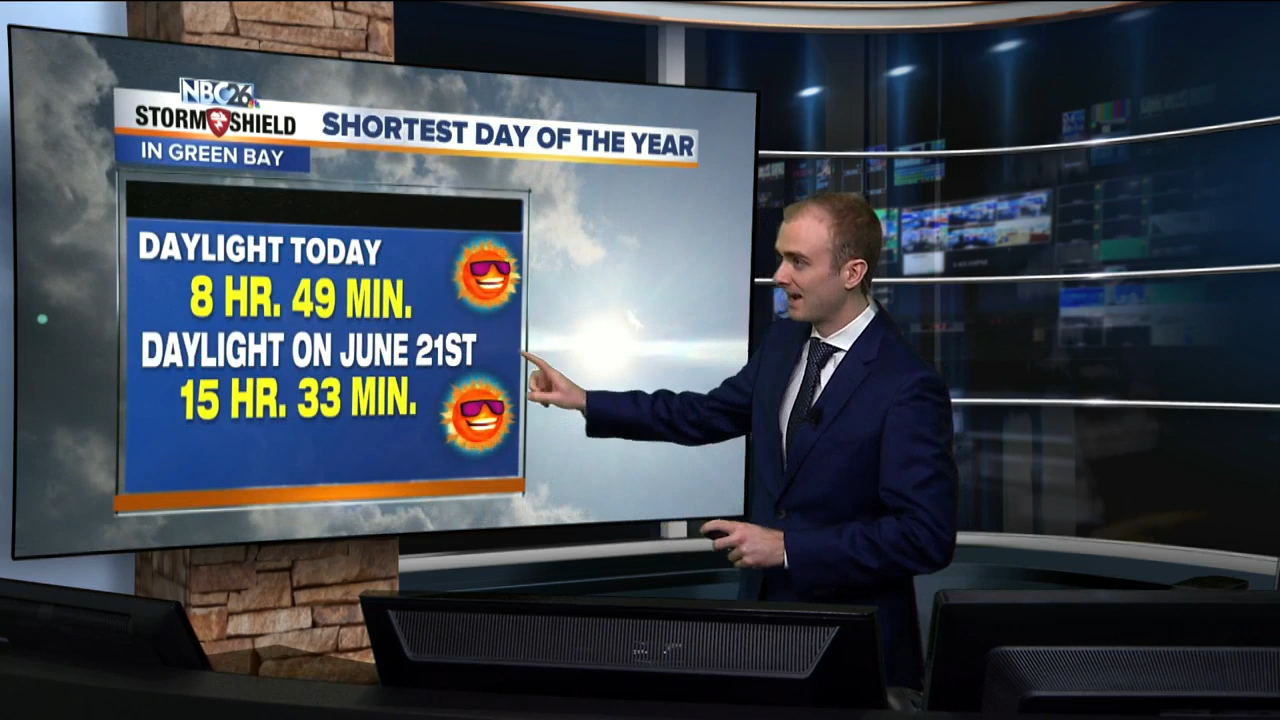 NBC26
STORM SHIELD
SHORTEST DAY OF THE YEAR
IN GREEN BAY
DAYLIGHT TODAY
8 HR. 49 MIN.
DAYLIGHT ON JUNE 21ST
15 HR. 33 MIN.